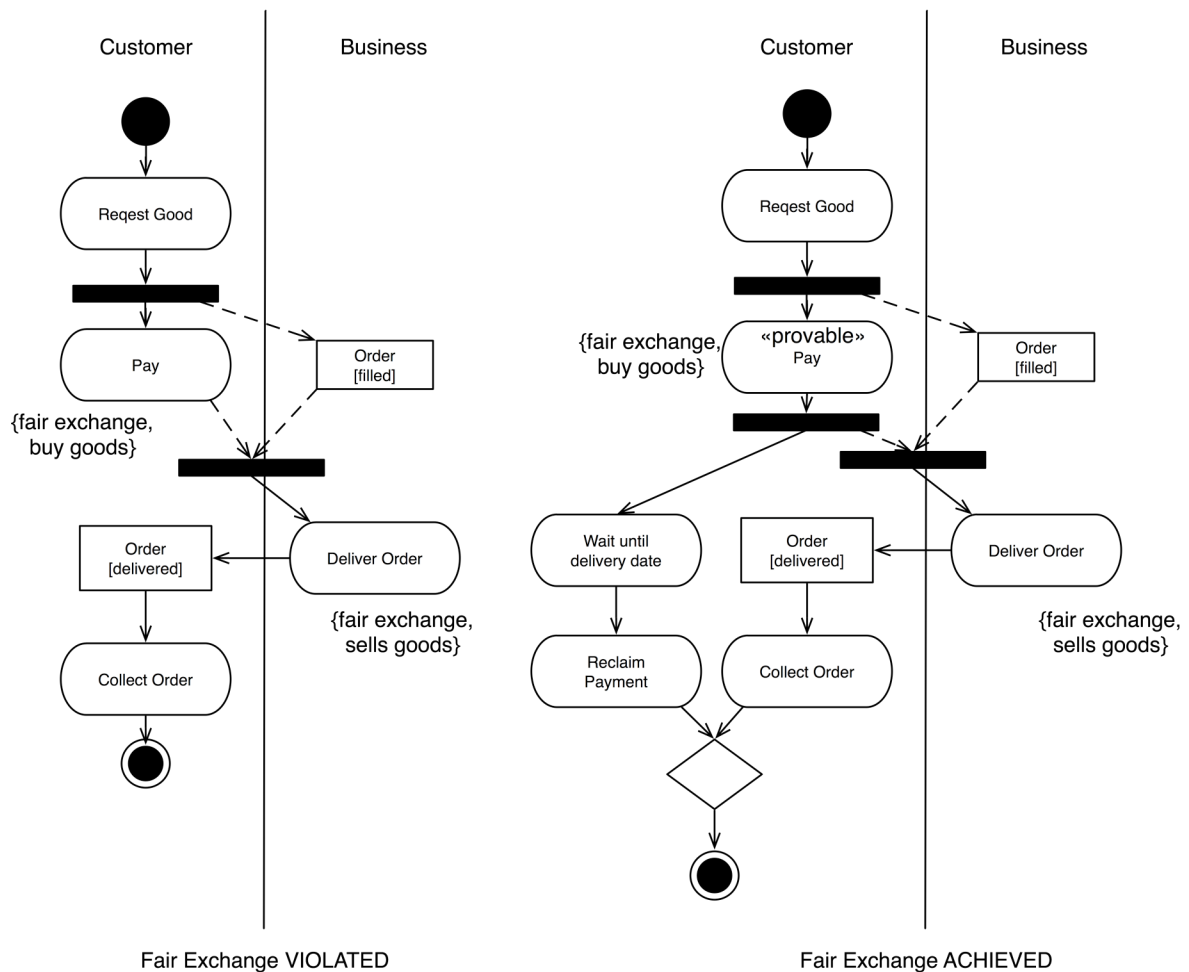 Customer
Business
Reqest Good
Pay
Order
[filled]
{fair exchange,
buy goods}
Order
[delivered]
Deliver Order
{fair exchange,
sells goods}
Collect Order
Fair Exchange VIOLATED
Customer
Business
Reqest Good
{fair exchange,
buy goods}
«provable»
Pay
Order
[filled]
Wait until
delivery date
Order
[delivered]
Deliver Order
{fair exchange,
sells goods}
Reclaim
Payment
Collect Order
Fair Exchange ACHIEVED